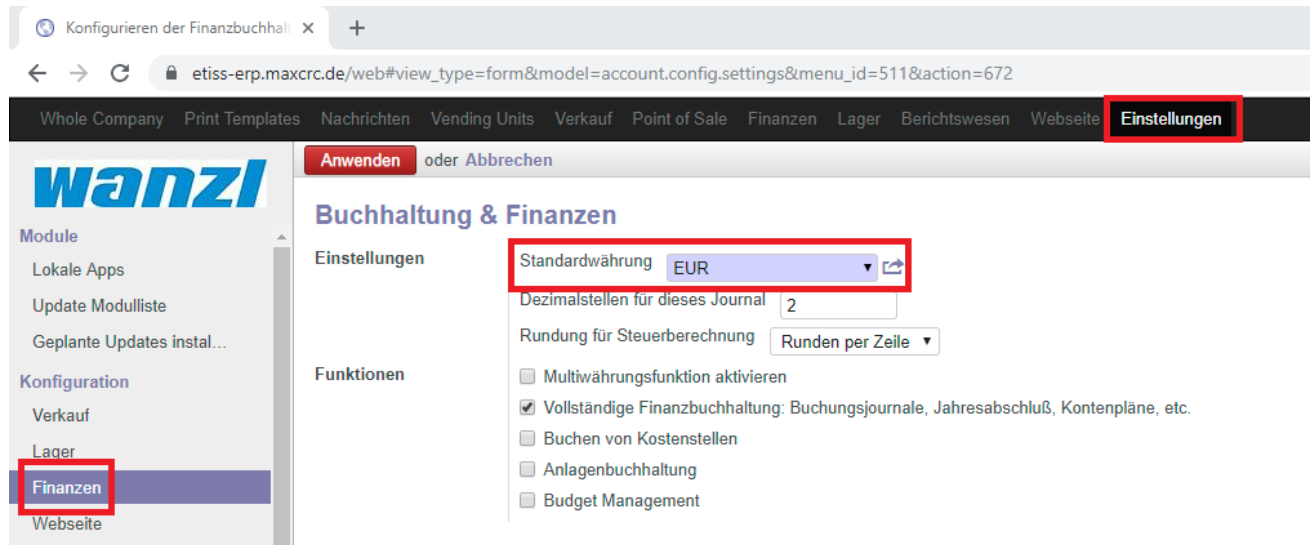 Konfigurieren der Finanzbuchhalt
etiss-erp.maxcrc.de/web#view_type=form&model=account.config.settings&menu_id=511&action=672
Whole Company Print Templates Nachrichten Vending Units Verkauf Point of Sale Finanzen Lager Berichtswesen Webseite Einstellungen
wanzl
Anwenden oder Abbrechen
Module
Lokale Apps
Update Modulliste
Geplante Updates instal...
Konfiguration
Verkauf
Lager
Finanzen
Webseite
Buchhaltung & Finanzen
Einstellungen
Standardwährung EUR
Dezimalstellen für dieses Journal 2
Rundung für Steuerberechnung Runden per Zeile
Funktionen
Multiwährungsfunktion aktivieren
Vollständige Finanzbuchhaltung: Buchungsjournale, Jahresabschluß, Kontenpläne, etc.
Buchen von Kostenstellen
Anlagenbuchhaltung
Budget Management